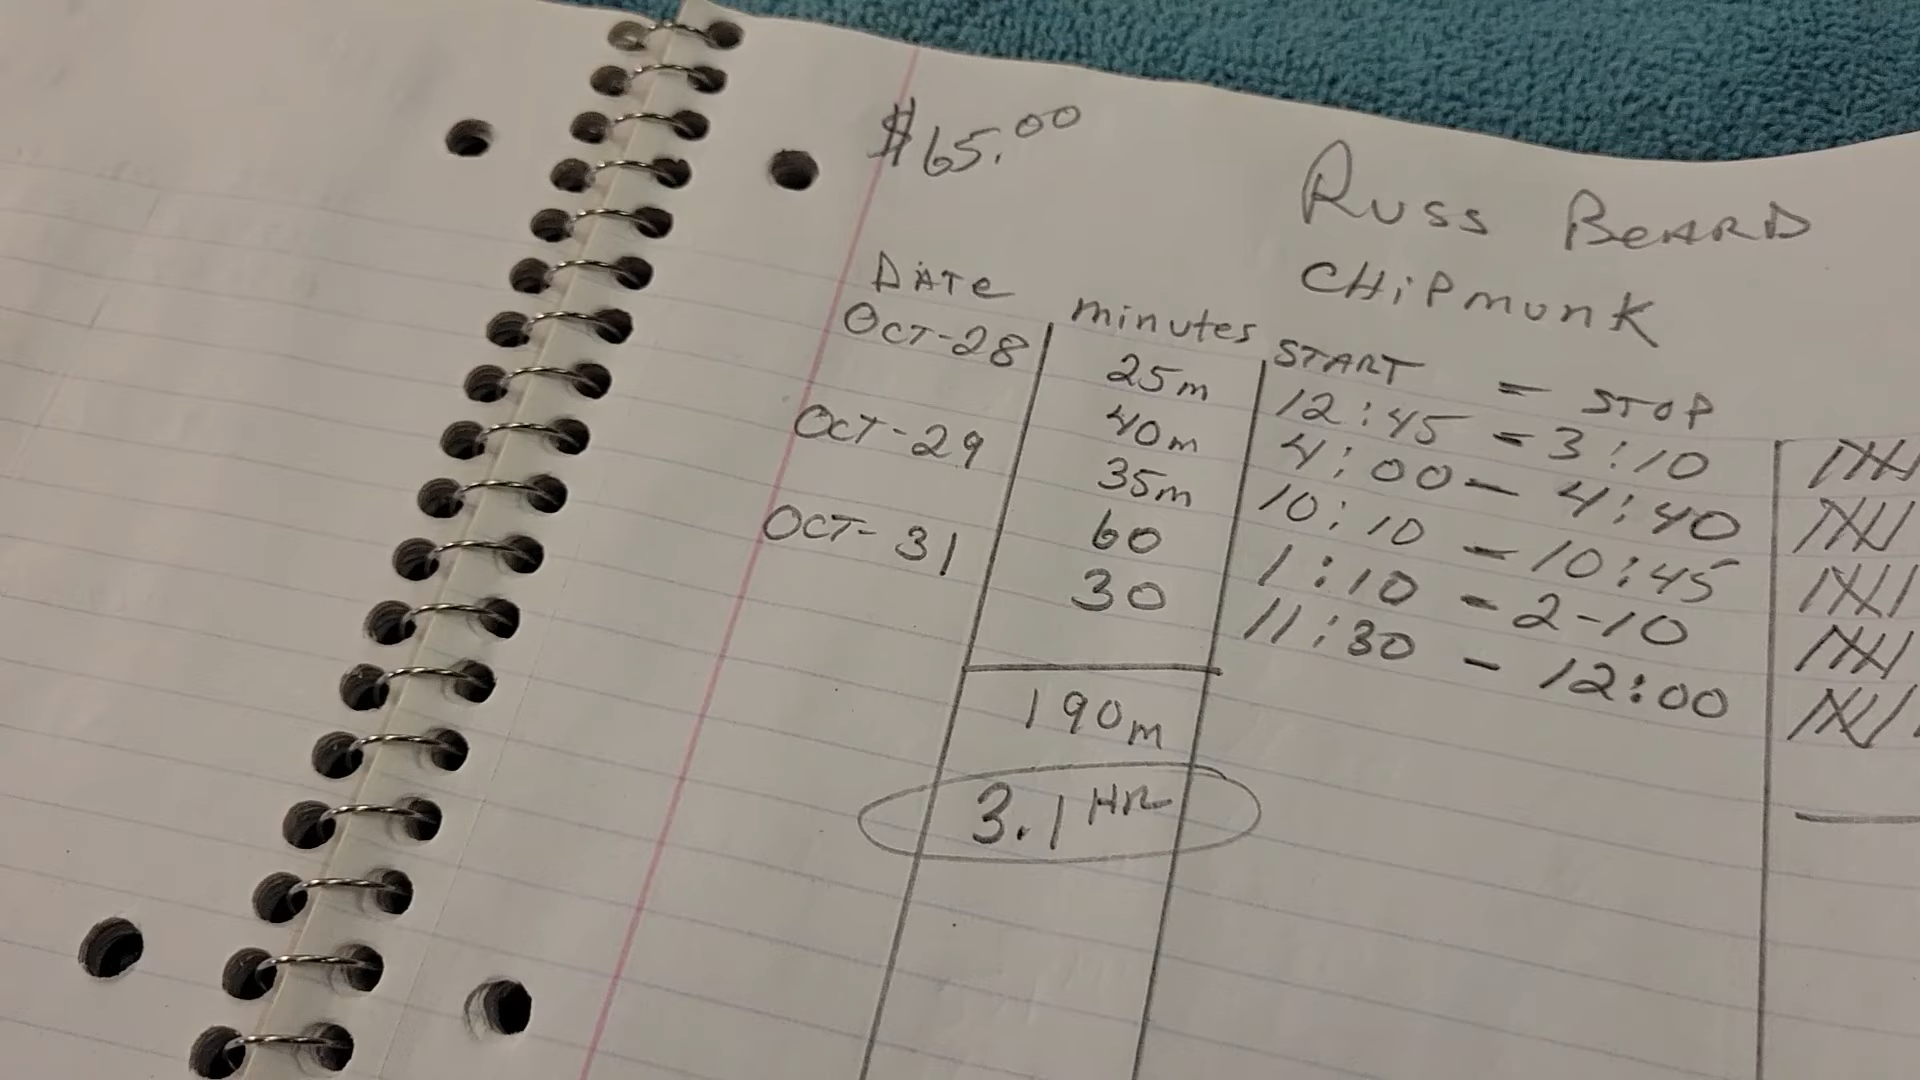 $65.00
Russ Beard
Chipmunk
Date minutes START = STOP
Oct-28 25m 12:45 = 3:10
40m 4:00 - 4:40
Oct-29 35m 10:10 - 10:45
60 1:10 - 2-10
Oct-31 30 11:30 - 12:00
190m
3.1 HR